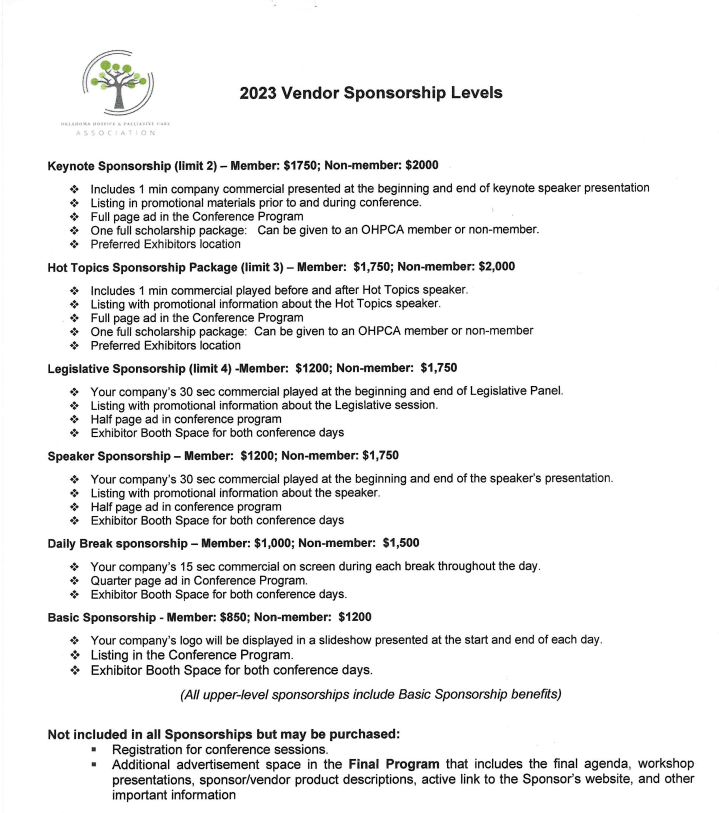 2023 Vendor Sponsorship Levels
OKLAHOMA HOSPICE & PALLIATIVE CARE
ASSOCIATION
Keynote Sponsorship (limit 2) – Member: $1750; Non-member: $2000
❖ Includes 1 min company commercial presented at the beginning and end of keynote speaker presentation
❖ Listing in promotional materials prior to and during conference.
❖ Full page ad in the Conference Program
❖ One full scholarship package: Can be given to an OHPCA member or non-member.
❖ Preferred Exhibitors location
Hot Topics Sponsorship Package (limit 3) – Member: $1,750; Non-member: $2,000
❖ Includes 1 min commercial played before and after Hot Topics speaker.
❖ Listing with promotional information about the Hot Topics speaker.
❖ Full page ad in the Conference Program
❖ One full scholarship package: Can be given to an OHPCA member or non-member
❖ Preferred Exhibitors location
Legislative Sponsorship (limit 4) -Member: $1200; Non-member: $1,750
❖ Your company's 30 sec commercial played at the beginning and end of Legislative Panel.
❖ Listing with promotional information about the Legislative session.
❖ Half page ad in conference program
❖ Exhibitor Booth Space for both conference days
Speaker Sponsorship – Member: $1200; Non-member: $1,750
❖ Your company's 30 sec commercial played at the beginning and end of the speaker's presentation.
❖ Listing with promotional information about the speaker.
❖ Half page ad in conference program
❖ Exhibitor Booth Space for both conference days
Daily Break sponsorship – Member: $1,000; Non-member: $1,500
❖ Your company's 15 sec commercial on screen during each break throughout the day.
❖ Quarter page ad in Conference Program.
❖ Exhibitor Booth Space for both conference days.
Basic Sponsorship - Member: $850; Non-member: $1200
❖ Your company's logo will be displayed in a slideshow presented at the start and end of each day.
❖ Listing in the Conference Program.
❖ Exhibitor Booth Space for both conference days.
(All upper-level sponsorships include Basic Sponsorship benefits)
Not included in all Sponsorships but may be purchased:
▪ Registration for conference sessions.
▪ Additional advertisement space in the Final Program that includes the final agenda, workshop
presentations, sponsor/vendor product descriptions, active link to the Sponsor's website, and other
important information